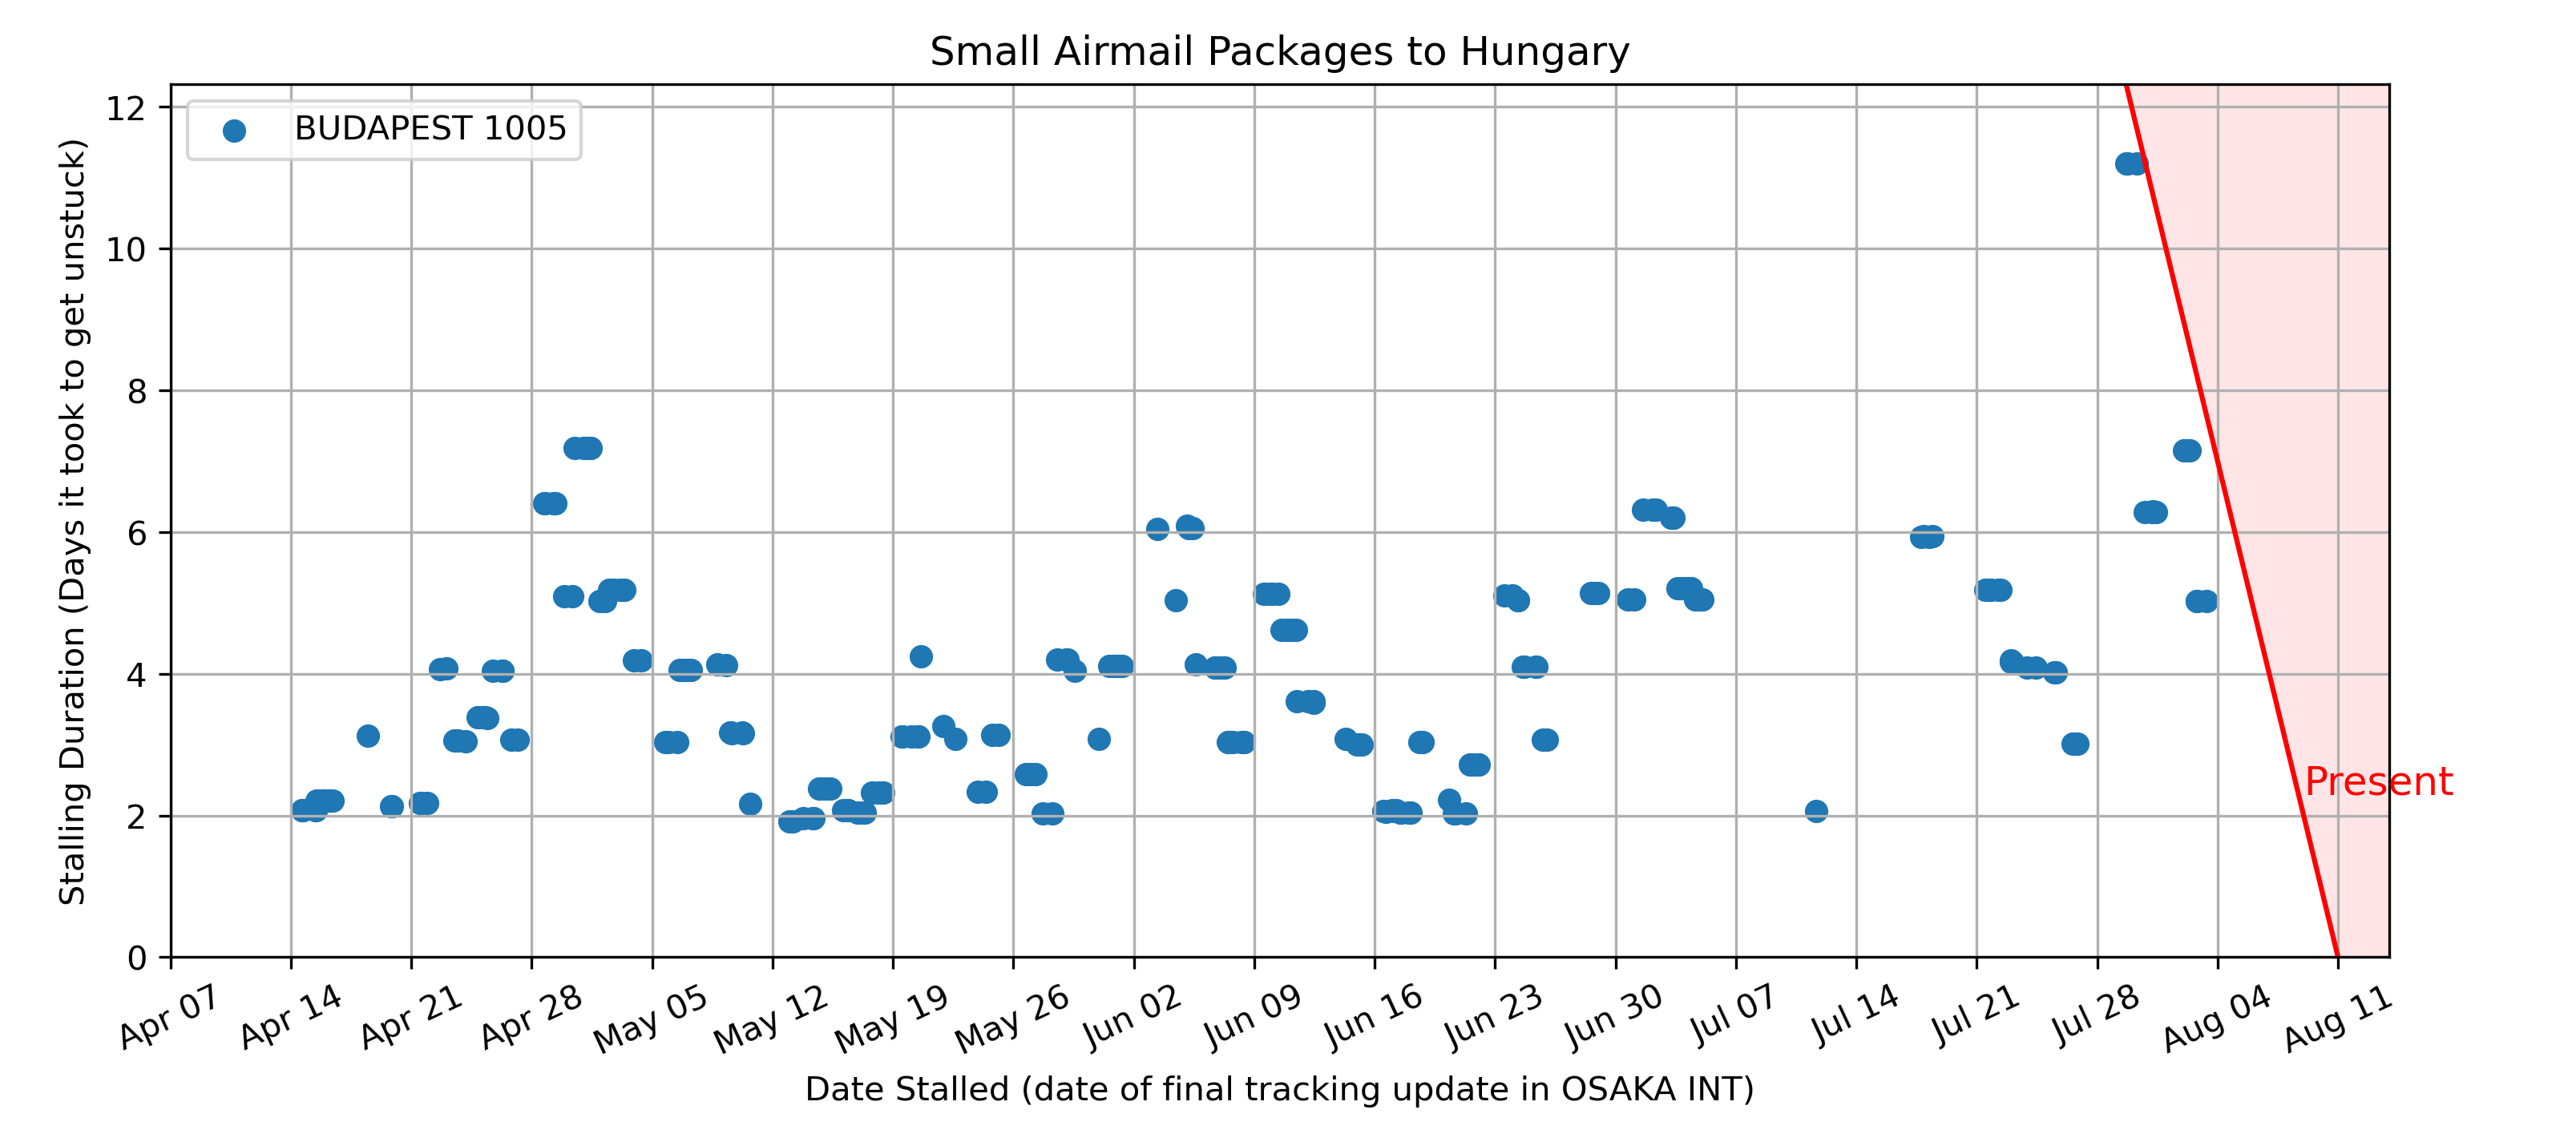 Small Airmail Packages to Hungary
BUDAPEST 1005
Stalling Duration (Days it took to get unstuck)
12
10
8
6
4
2
0
Present
Apr 07
Apr 14
Apr 21
Apr 28
May 05
May 12
May 19
May 26
Jun 02
Jun 09
Jun 16
Jun 23
Jun 30
Jul 07
Jul 14
Jul 21
Jul 28
Aug 04
Aug 11
Date Stalled (date of final tracking update in OSAKA INT)